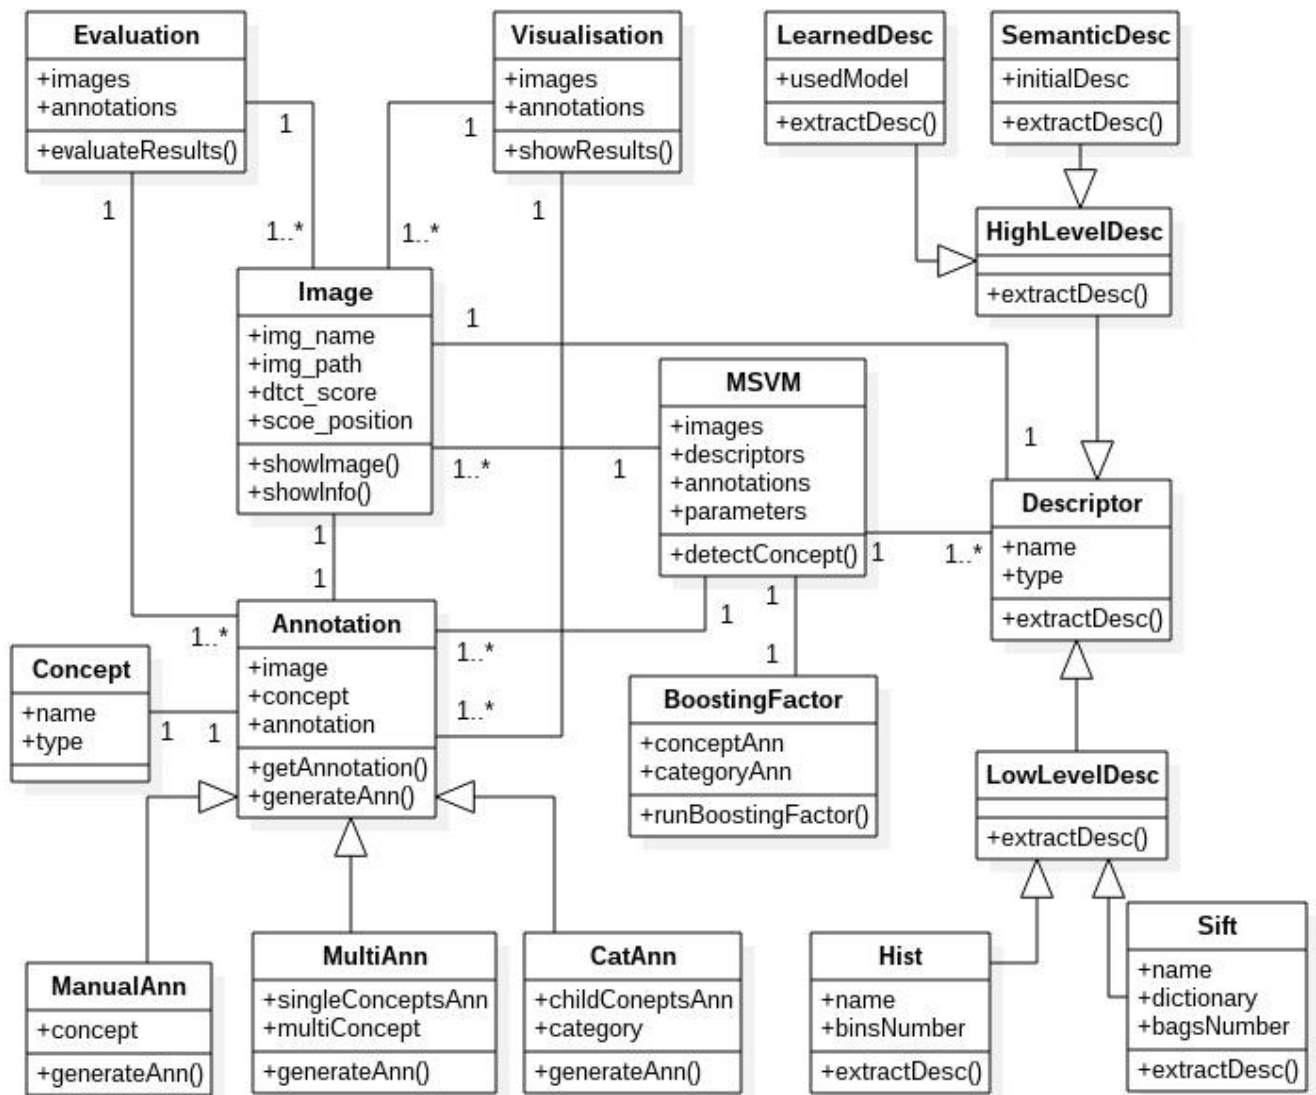 Evaluation
+images
+annotations
+evaluateResults()
Visualisation
+images
+annotations
+showResults()
LearnedDesc
+usedModel
+extractDesc()
SemanticDesc
+initialDesc
+extractDesc()
1
1
1
1
1..*
1..*
HighLevelDesc
+extractDesc()
Image
+img_name
+img_path
+dtct_score
+scoe_position
+showImage()
+showInfo()
1
1
1..*
1
MSVM
+images
+descriptors
+annotations
+parameters
+detectConcept()
1
1..*
Descriptor
+name
+type
+extractDesc()
1
1
1
1
1
1..*
1..*
1..*
Annotation
+image
+concept
+annotation
+getAnnotation()
+generateAnn()
Concept
+name
+type
1
1
BoostingFactor
+conceptAnn
+categoryAnn
+runBoostingFactor()
LowLevelDesc
+extractDesc()
ManualAnn
+concept
+generateAnn()
MultiAnn
+singleConceptsAnn
+multiConcept
+generateAnn()
CatAnn
+childConeptsAnn
+category
+generateAnn()
Hist
+name
+binsNumber
+extractDesc()
Sift
+name
+dictionary
+bagsNumber
+extractDesc()